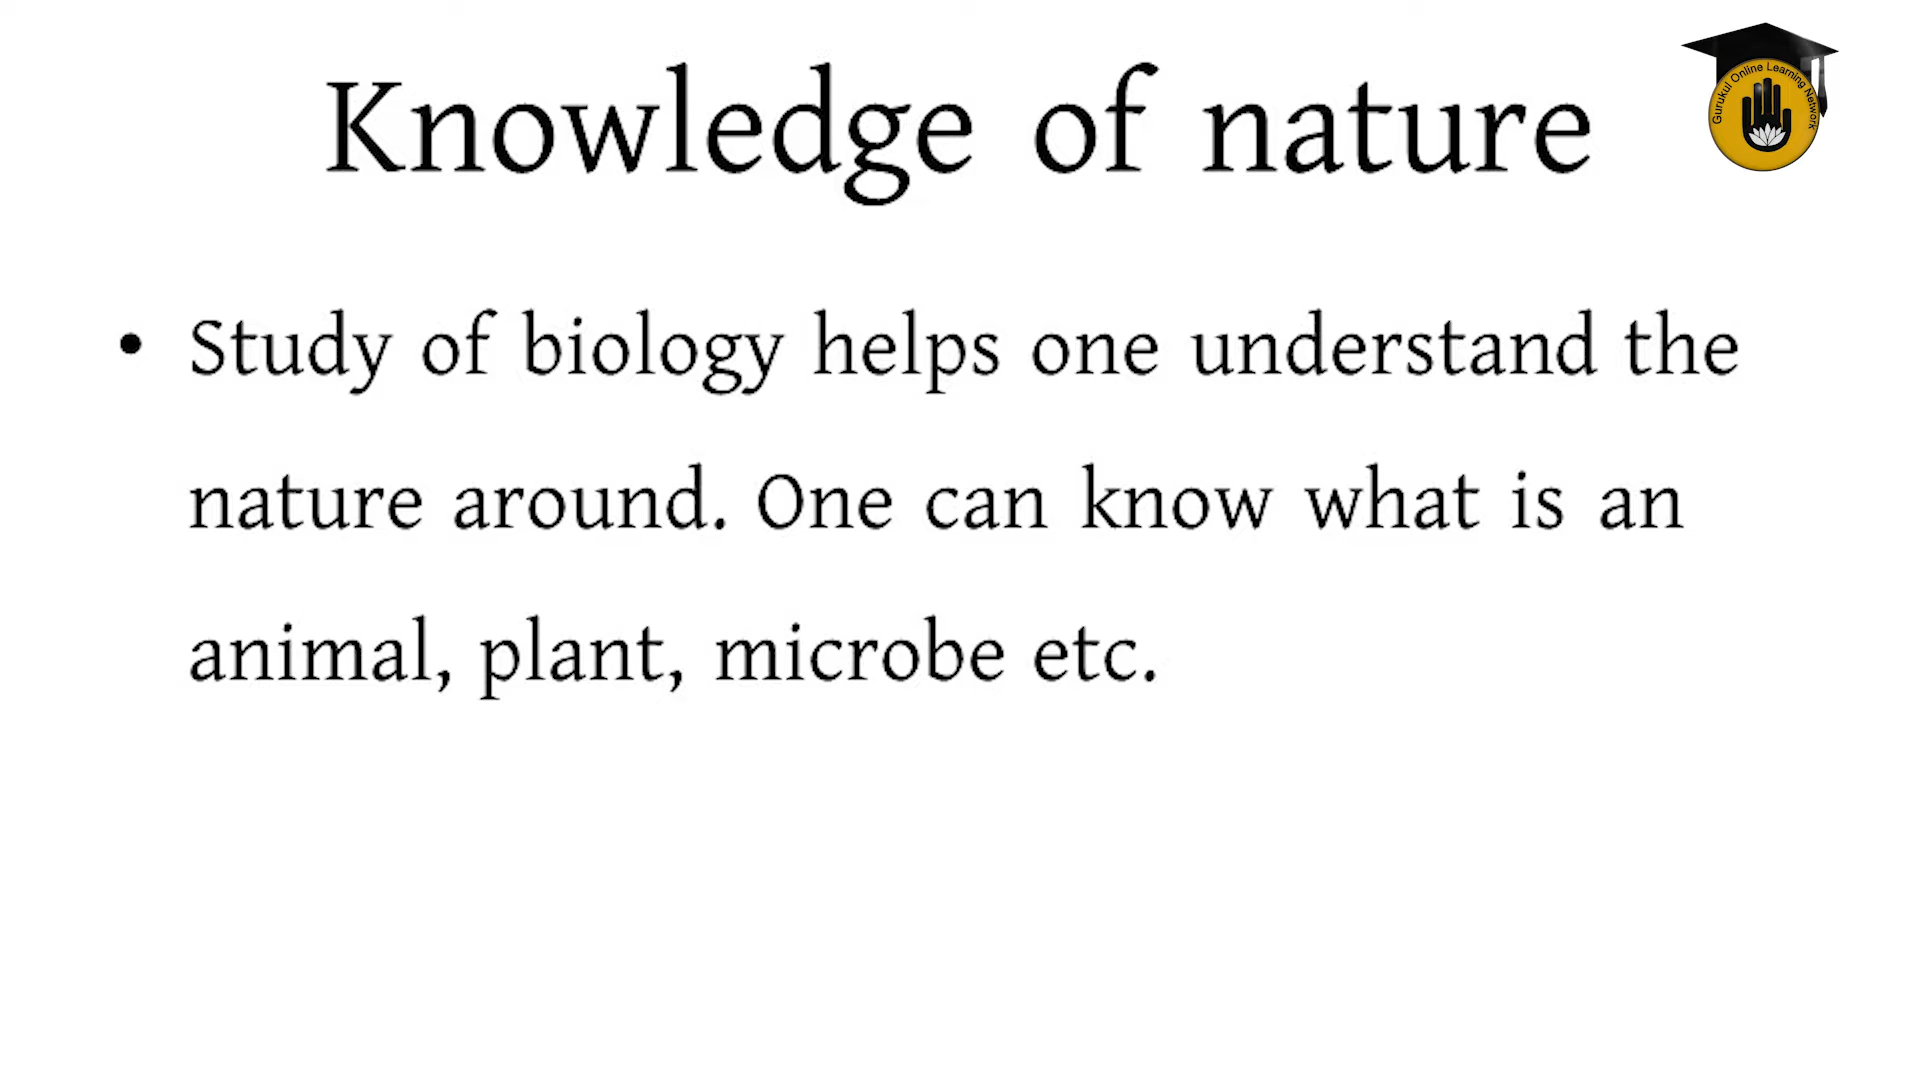 Knowledge of nature
Gurukul Online Learning Network
• Study of biology helps one understand the
nature around. One can know what is an
animal, plant, microbe etc.